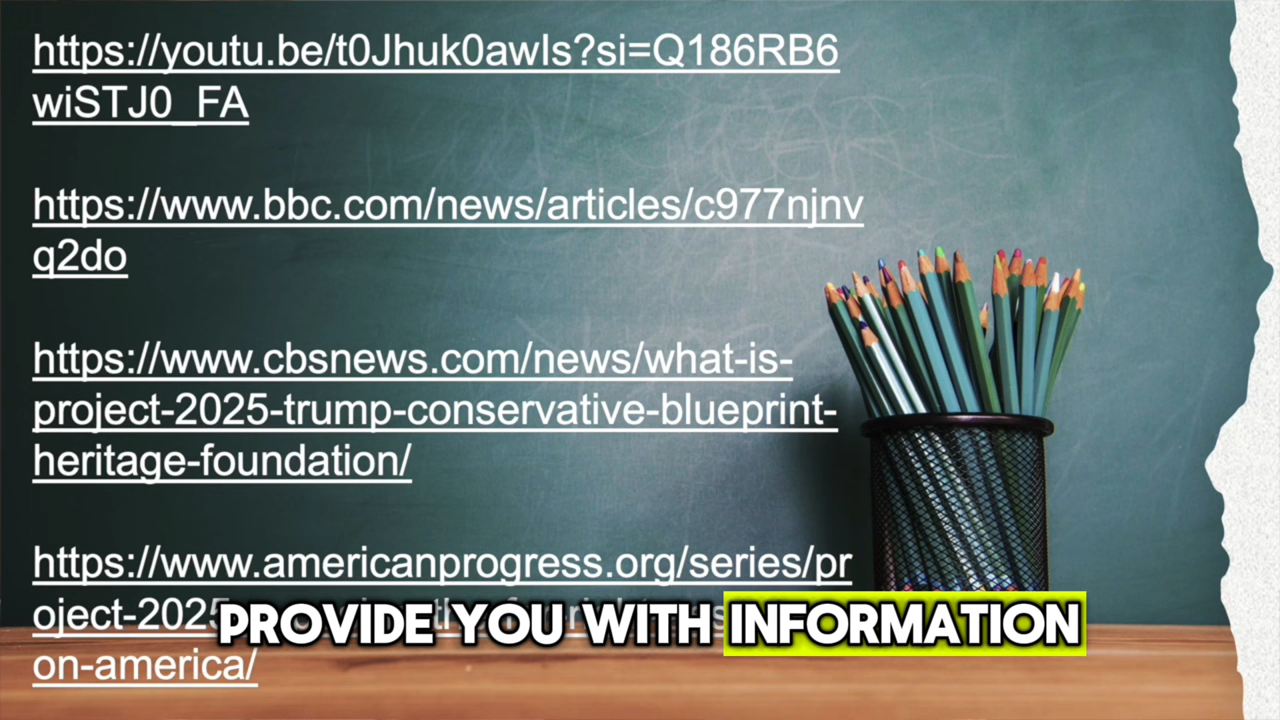 https://youtu.be/t0Jhuk0awIs?si=Q186RB6
wiSTJ0_FA
https://www.bbc.com/news/articles/c977njnv
q2do
https://www.cbsnews.com/news/what-is-
project-2025-trump-conservative-blueprint-
heritage-foundation/
https://www.americanprogress.org/series/pr
oject-2025
PROVIDE YOU WITH INFORMATION
on-america/